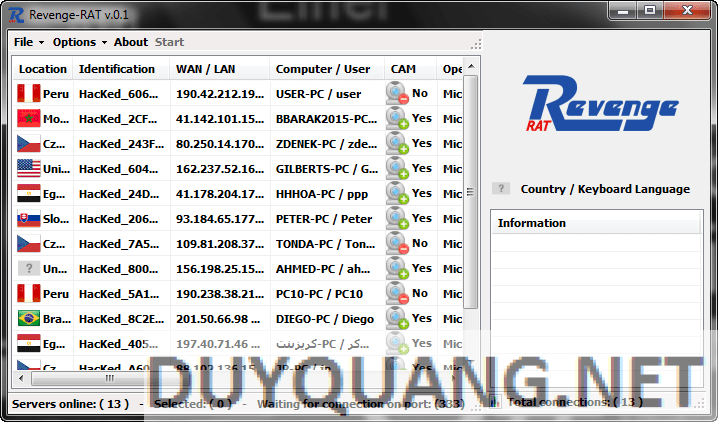 Revenge-RAT v.0.1
File Options About Start
Location Identification WAN / LAN Computer / User CAM Ope
Peru HacKed_606... 190.42.212.19... USER-PC / user No Mic
Mo... HacKed_2CF... 41.142.101.15... BBARAK2015-PC... Yes Mic
Cz... HacKed_243F... 80.250.14.170... ZDENEK-PC / zde... Yes Mic
Uni... HacKed_604... 162.237.52.16... GILBERTS-PC / G... Yes Mic
Eg... HacKed_24D... 41.178.204.17... HHHOA-PC / ppp Yes Mic
Slo... HacKed_206... 93.184.65.177... PETER-PC / Peter Yes Mic
Cz... HacKed_7A5... 109.81.208.37... TONDA-PC / Ton... No Mic
Un... HacKed_800... 156.198.25.15... AHMED-PC / ah... Yes Mic
Peru HacKed_5A1... 190.238.38.21... PC10-PC / PC10 No Mic
Bra... HacKed_8C2E... 201.50.66.98 DIEGO-PC / Diego Yes Mic
Eg... HacKed_405... 197.40.71.46 كريزينت-PC / كر... Yes Mic
Cz... HacKed_A60... 88.102.136.15... JP-PC / jp
Servers online: ( 13 ) - Selected: ( 0 ) - Waiting for connection on port: (333)
Revenge
RAT
? Country / Keyboard Language
Information
Total connections: ( 13 )
DUYQUANG.NET